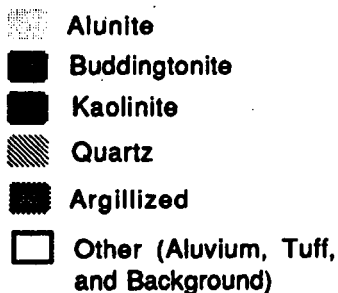 Alunite
Buddingtonite
Kaolinite
Quartz
Argillized
Other (Aluvium, Tuff,
and Background)